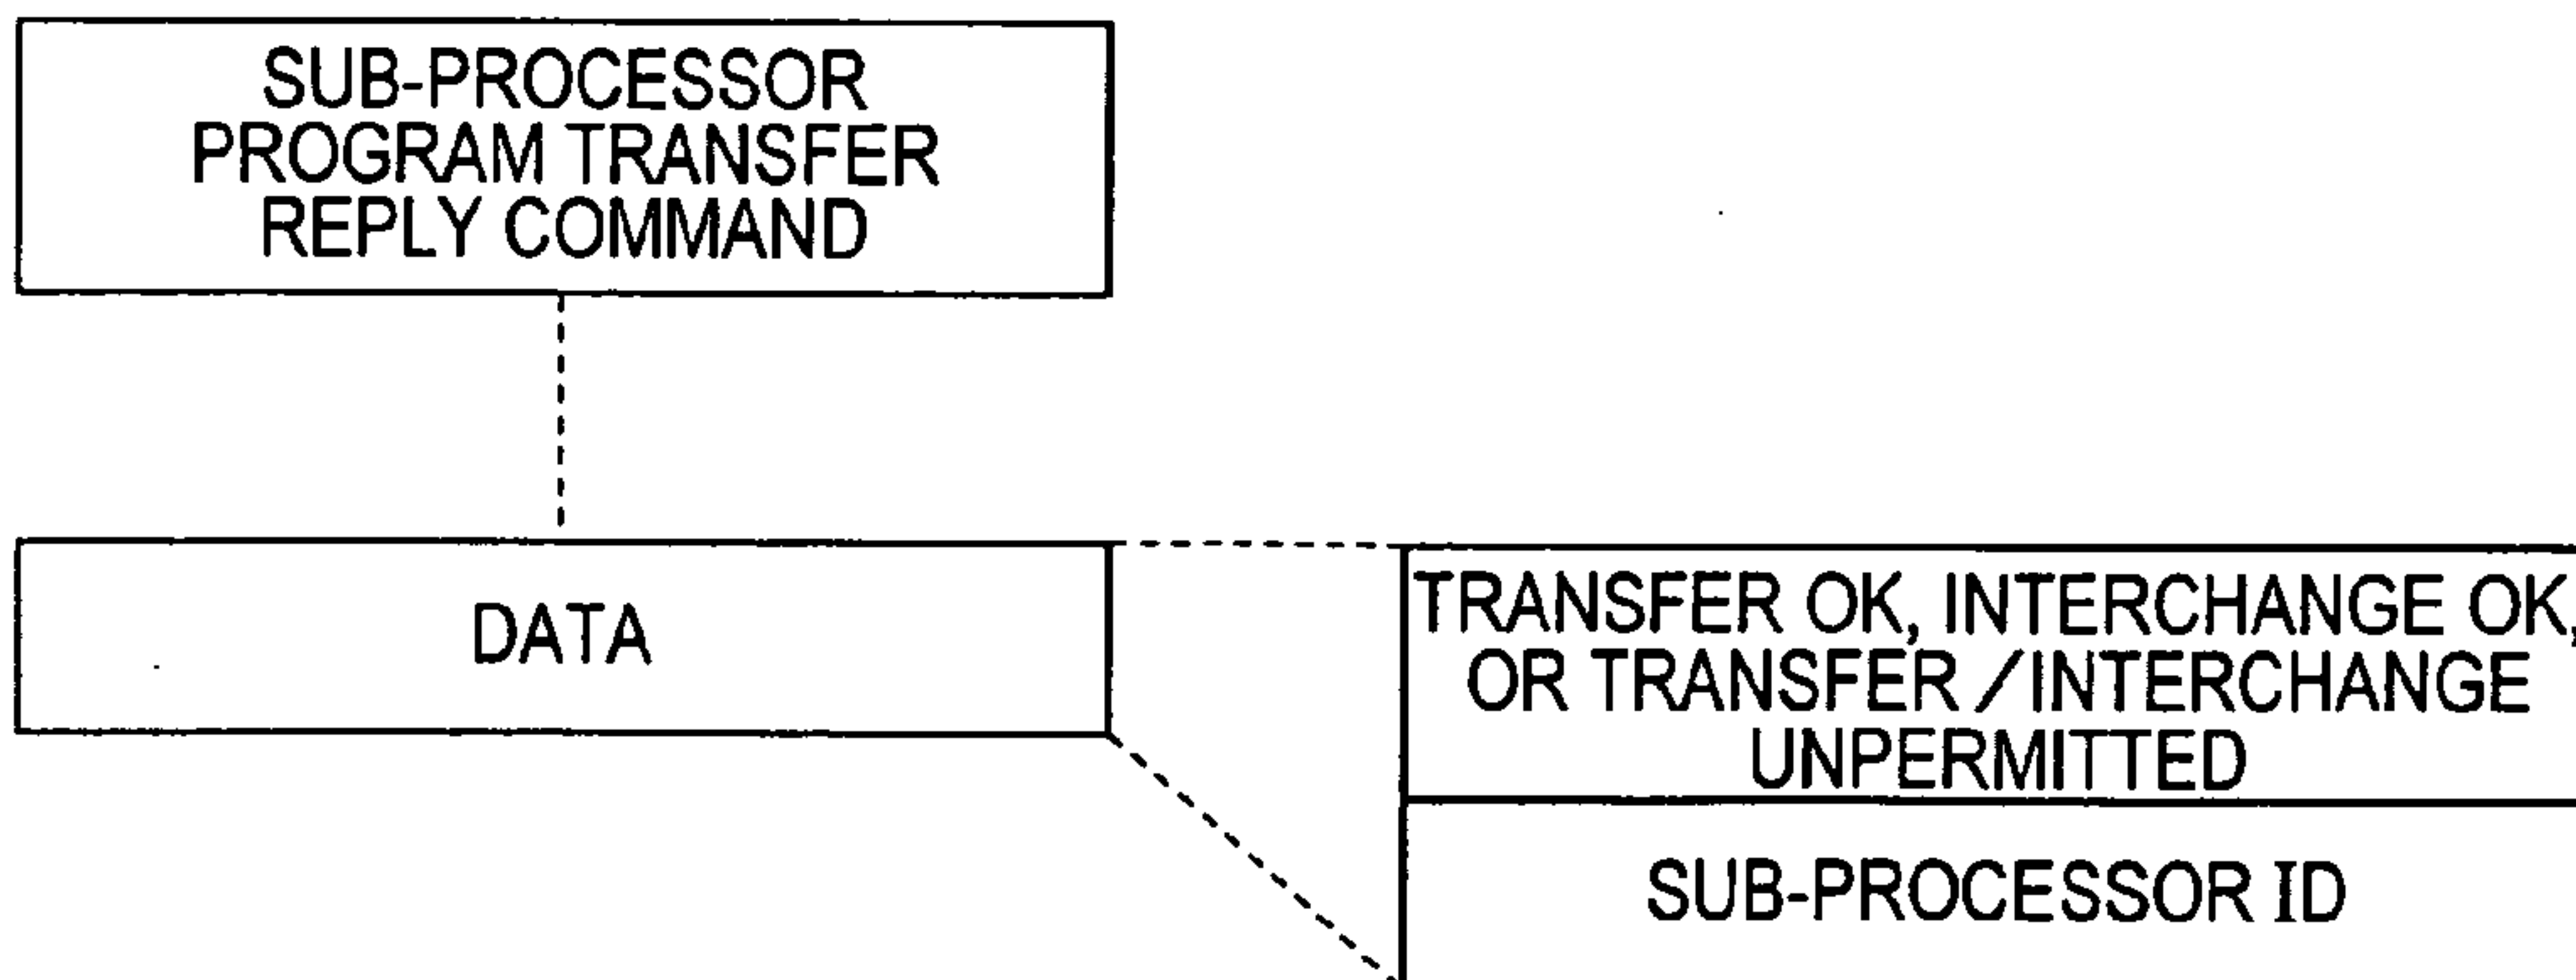 SUB-PROCESSOR
PROGRAM TRANSFER
REPLY COMMAND
DATA
TRANSFER OK, INTERCHANGE OK,
OR TRANSFER/INTERCHANGE
UNPERMITTED
SUB-PROCESSOR ID